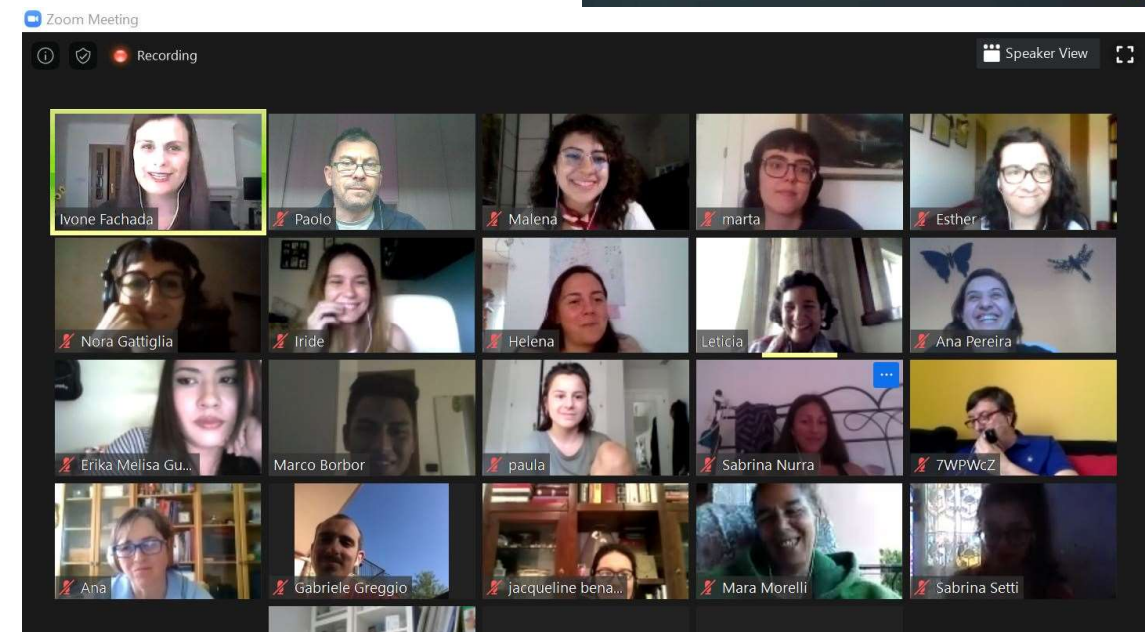 Zoom Meeting
Recording
Speaker View
Ivone Fachada
Paolo
Malena
marta
Esther
Nora Gattiglia
Iride
Helena
Leticia
Ana Pereira
Erika Melisa Gu...
Marco Borbor
paula
Sabrina Nurra
7WPWcZ
Ana
Gabriele Greggio
jacqueline bena...
Mara Morelli
Sabrina Setti